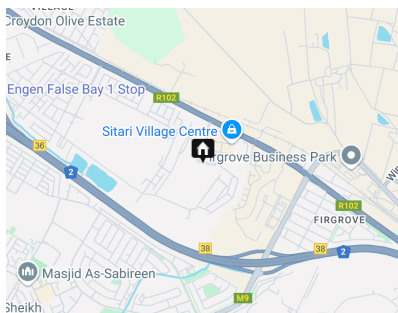 VILLAGE
Croydon Olive Estate
E
Engen False Bay 1 Stop
R102
Sitari Village Centre
36
Firgrove Business Park
2
R102
FIRGROVE
38
38
2
Masjid As-Sabireen
M9
Sheikh